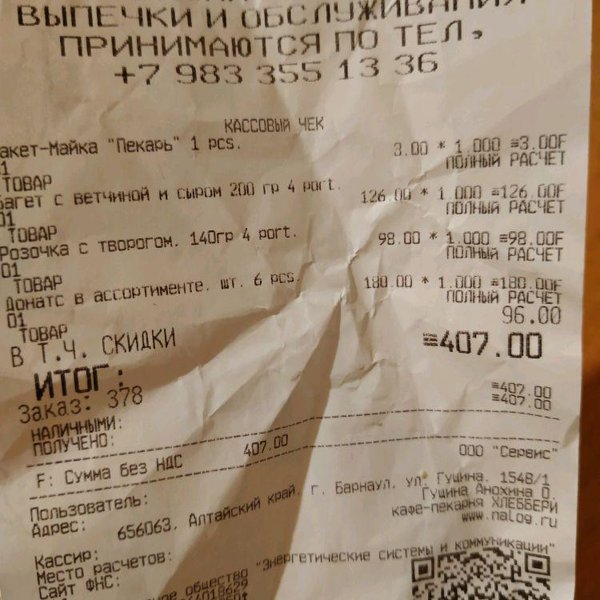 ВЫПЕЧКИ И ОБСЛУЖИВАНИЯ
ПРИНИМАЮТСЯ ПО ТЕЛ,
+7 983 355 13 36
КАССОВЫЙ ЧЕК
акет-Майка "Пекарь" 1 pcs. 3.00 * 1.000 =3.00F
01 ПОЛНЫЙ РАСЧЕТ
ТОВАР
Багет с ветчиной и сыром 200 гр 4 port. 126.00 * 1.000 =126.00F
01 ПОЛНЫЙ РАСЧЕТ
ТОВАР
Розочка с творогом, 140гр 4 port. 98.00 * 1.000 =98.00F
01 ПОЛНЫЙ РАСЧЕТ
ТОВАР
Донатс в ассортименте, шт. 6 pcs. 180.00 * 1.000 =180.00F
01 ПОЛНЫЙ РАСЧЕТ
ТОВАР
В Т.Ч. СКИДКИ 96.00
ИТОГ: =407.00
Заказ: 378
НАЛИЧНЫМИ: =407.00
ПОЛУЧЕНО: =407.00
F: Сумма без НДС 407.00
Пользователь: ООО "Сервис"
Адрес: 656063, Алтайский край, г. Барнаул, ул. Гущина, 154В/1
Кассир: Гущина Анохина О.
Место расчетов: кафе-пекарня ХЛЕББЕРИ
Сайт ФНС: www.nalog.ru
общество "Энергетические системы и коммуникации"